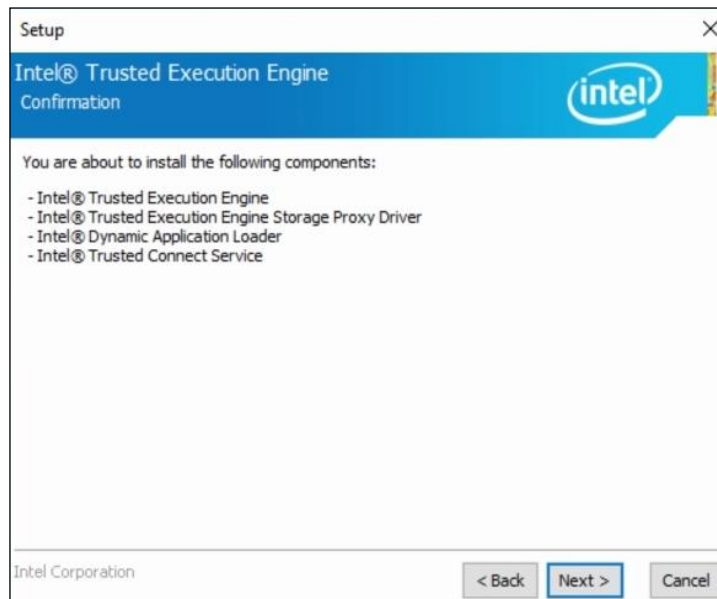 Setup
Intel® Trusted Execution Engine
Confirmation
intel
You are about to install the following components:
- Intel® Trusted Execution Engine
- Intel® Trusted Execution Engine Storage Proxy Driver
- Intel® Dynamic Application Loader
- Intel® Trusted Connect Service
Intel Corporation
< Back
Next >
Cancel